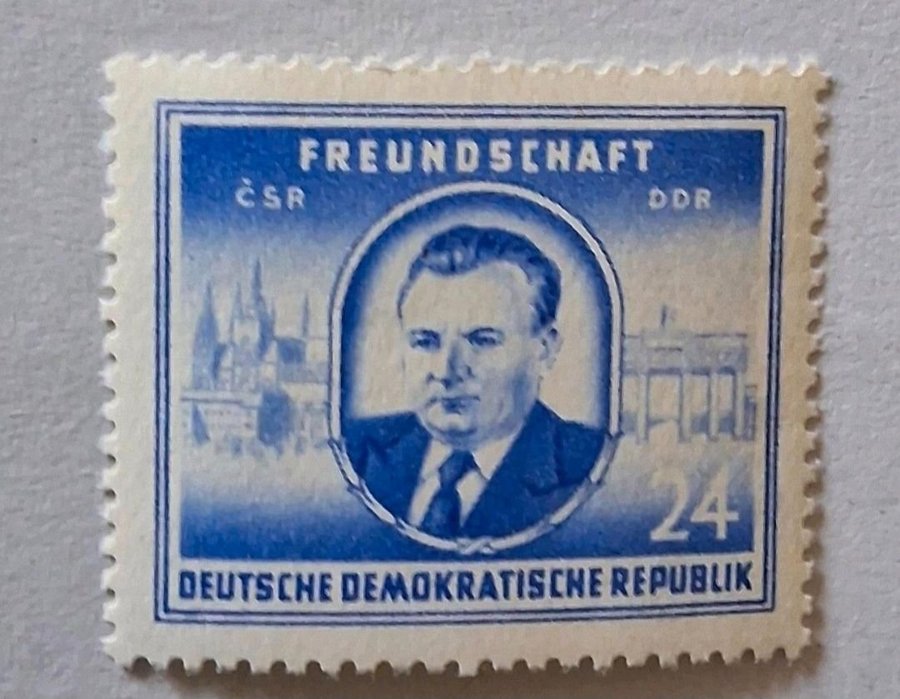 FREUNDSCHAFT
ČSR DDR
24
DEUTSCHE DEMOKRATISCHE REPUBLIK